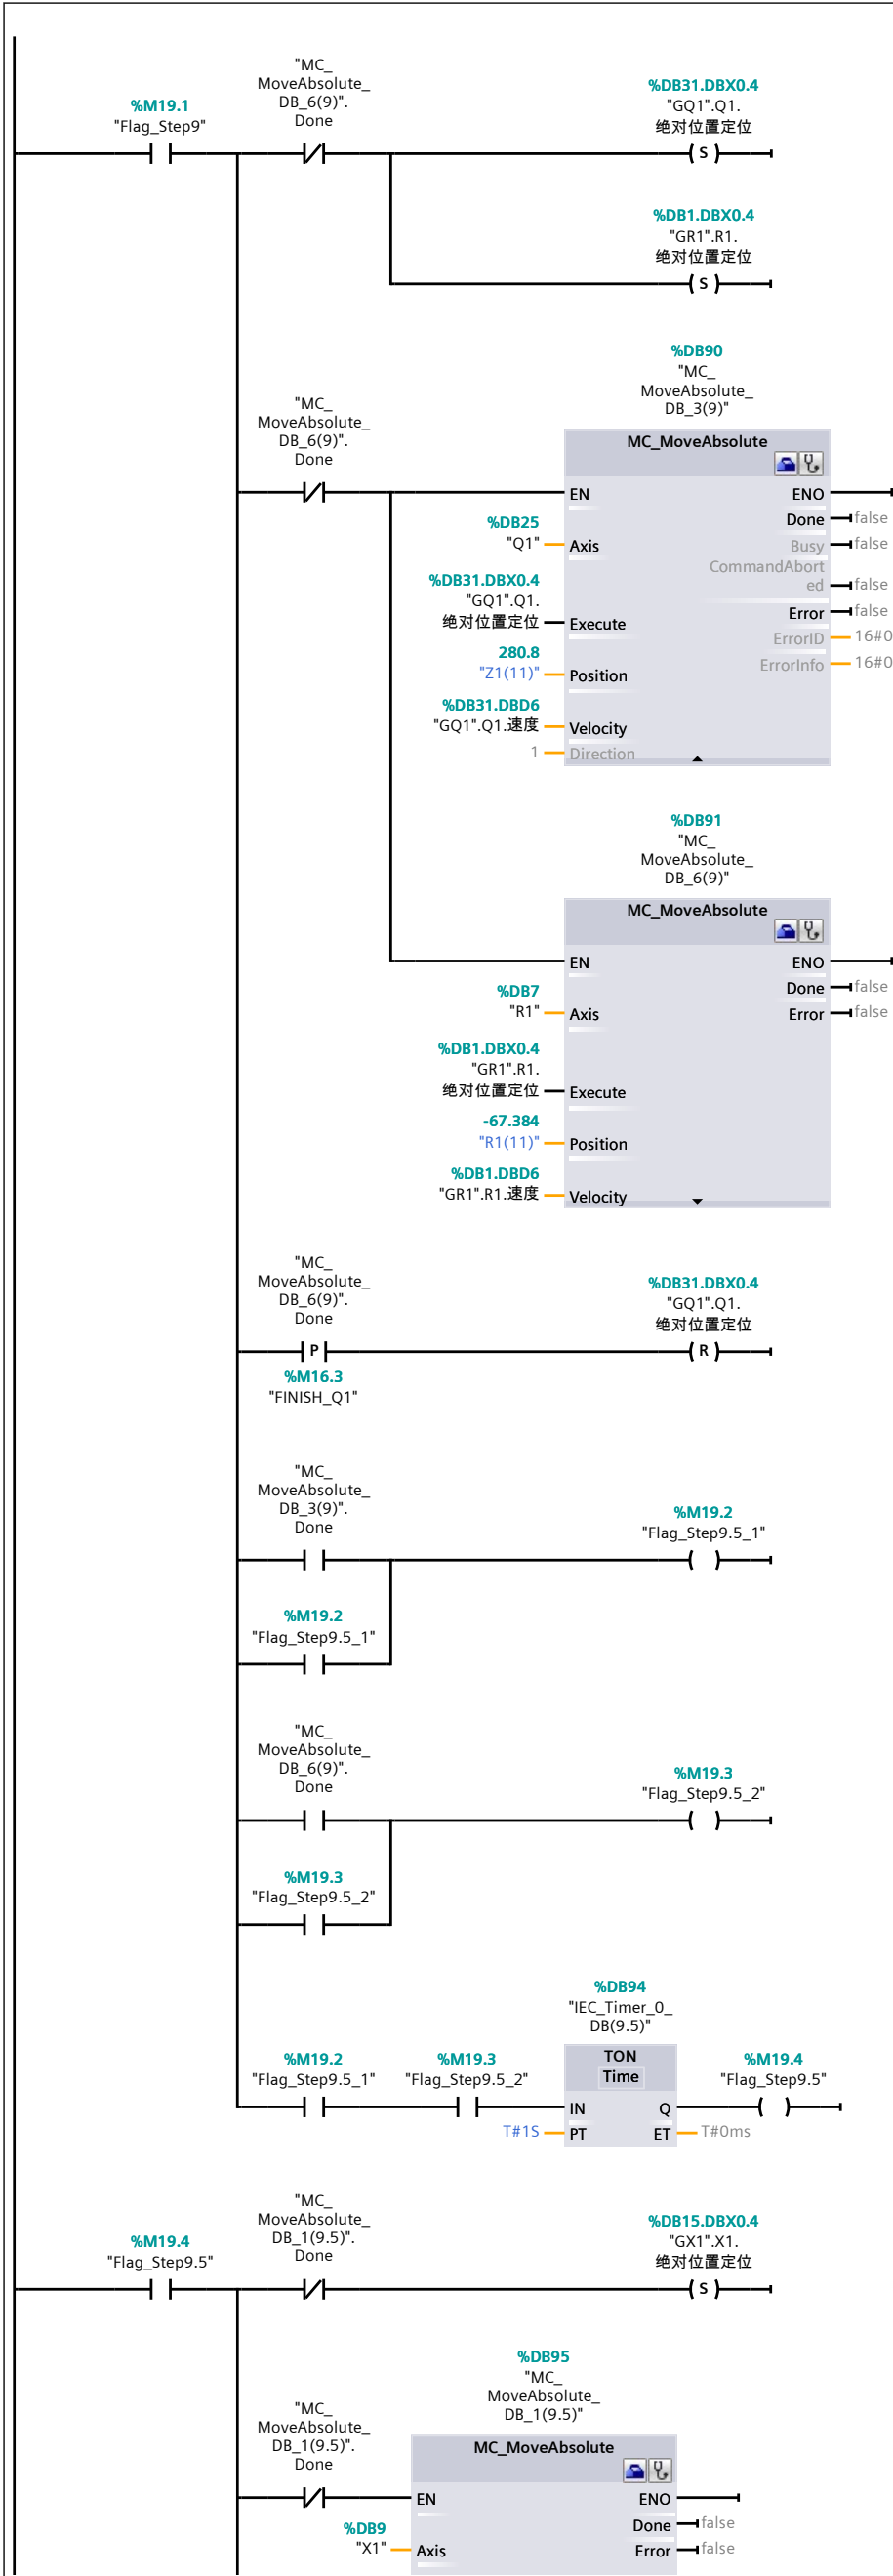 "MC_
MoveAbsolute_
DB_6(9)".
Done
%M19.1
"Flag_Step9"
%DB31.DBX0.4
"GQ1".Q1.
绝对位置定位
S
%DB1.DBX0.4
"GR1".R1.
绝对位置定位
S
"MC_
MoveAbsolute_
DB_6(9)".
Done
%DB90
"MC_
MoveAbsolute_
DB_3(9)"
MC_MoveAbsolute
EN ENO
Done false
%DB25
"Q1" Axis
Busy false
CommandAbort
ed false
%DB31.DBX0.4
"GQ1".Q1.
绝对位置定位 Execute
Error false
ErrorID 16#0
280.8
"Z1(11)" Position
ErrorInfo 16#0
%DB31.DBD6
"GQ1".Q1.速度 Velocity
1 Direction
%DB91
"MC_
MoveAbsolute_
DB_6(9)"
MC_MoveAbsolute
EN ENO
Done false
%DB7
"R1" Axis
Error false
%DB1.DBX0.4
"GR1".R1.
绝对位置定位 Execute
-67.384
"R1(11)" Position
%DB1.DBD6
"GR1".R1.速度 Velocity
"MC_
MoveAbsolute_
DB_6(9)".
Done
P
%M16.3
"FINISH_Q1"
%DB31.DBX0.4
"GQ1".Q1.
绝对位置定位
R
"MC_
MoveAbsolute_
DB_3(9)".
Done
%M19.2
"Flag_Step9.5_1"
%M19.2
"Flag_Step9.5_1"
"MC_
MoveAbsolute_
DB_6(9)".
Done
%M19.3
"Flag_Step9.5_2"
%M19.3
"Flag_Step9.5_2"
%DB94
"IEC_Timer_0_
DB(9.5)"
%M19.2
"Flag_Step9.5_1"
%M19.3
"Flag_Step9.5_2"
TON
Time
IN Q
T#1S PT ET T#0ms
%M19.4
"Flag_Step9.5"
"MC_
MoveAbsolute_
DB_1(9.5)".
Done
%M19.4
"Flag_Step9.5"
%DB15.DBX0.4
"GX1".X1.
绝对位置定位
S
"MC_
MoveAbsolute_
DB_1(9.5)".
Done
%DB95
"MC_
MoveAbsolute_
DB_1(9.5)"
MC_MoveAbsolute
EN ENO
Done false
%DB9
"X1" Axis
Error false